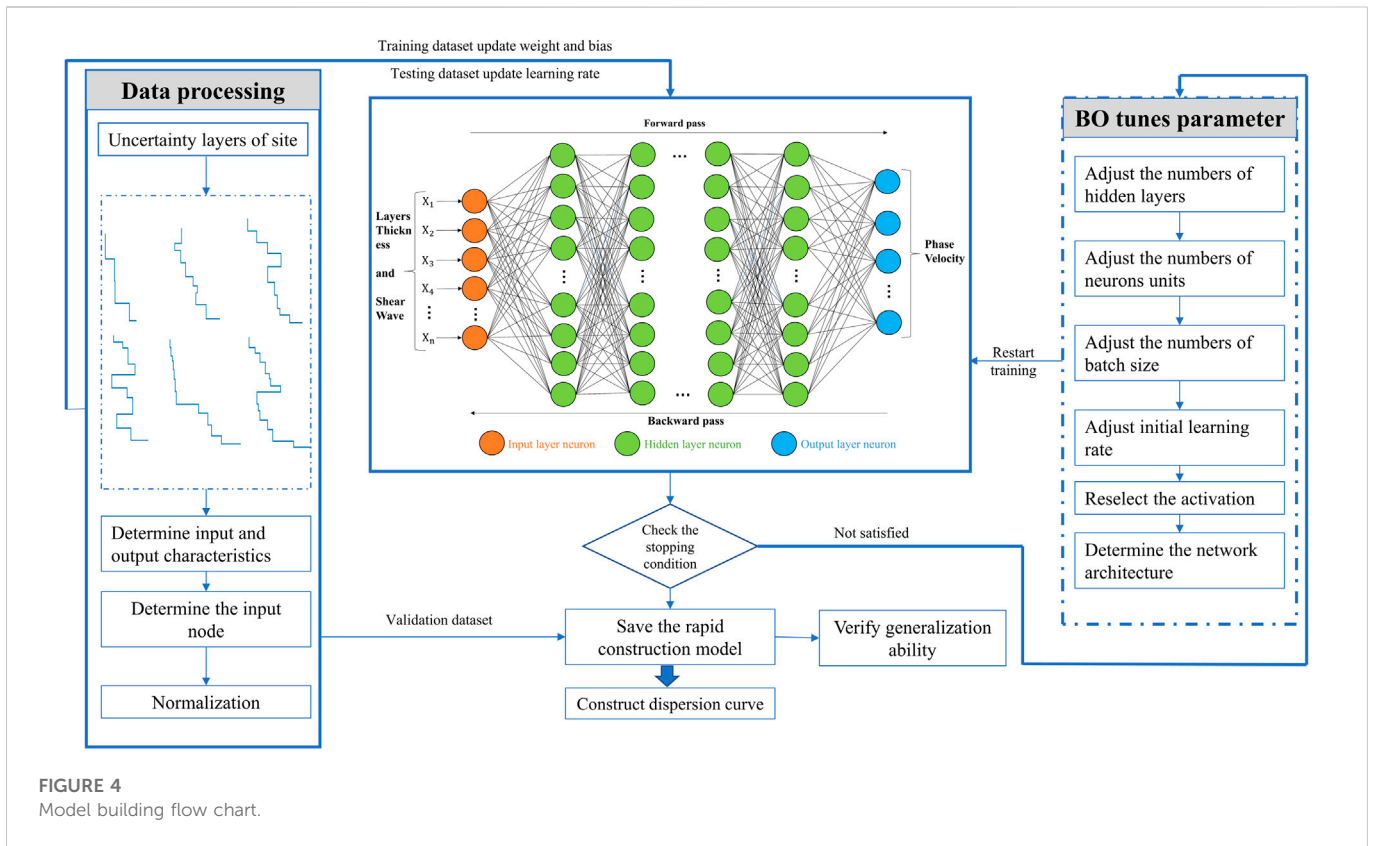 Training dataset update weight and bias
Testing dataset update learning rate
Data processing
Uncertainty layers of site
Determine input and
output characteristics
Determine the input
node
Normalization
Forward pass
Layers
Thickn
ess
and
Shear
Wave
X₁
X₂
X₃
X₄
⋮
Xₙ
...
...
Phase
Velocity
Backward pass
Input layer neuron
Hidden layer neuron
Output layer neuron
Restart
training
BO tunes parameter
Adjust the numbers of
hidden layers
Adjust the numbers of
neurons units
Adjust the numbers of
batch size
Adjust initial learning
rate
Reselect the activation
Determine the network
architecture
Check the
stopping
condition
Not satisfied
Validation dataset
Save the rapid
construction model
Verify generalization
ability
Construct dispersion curve
FIGURE 4
Model building flow chart.